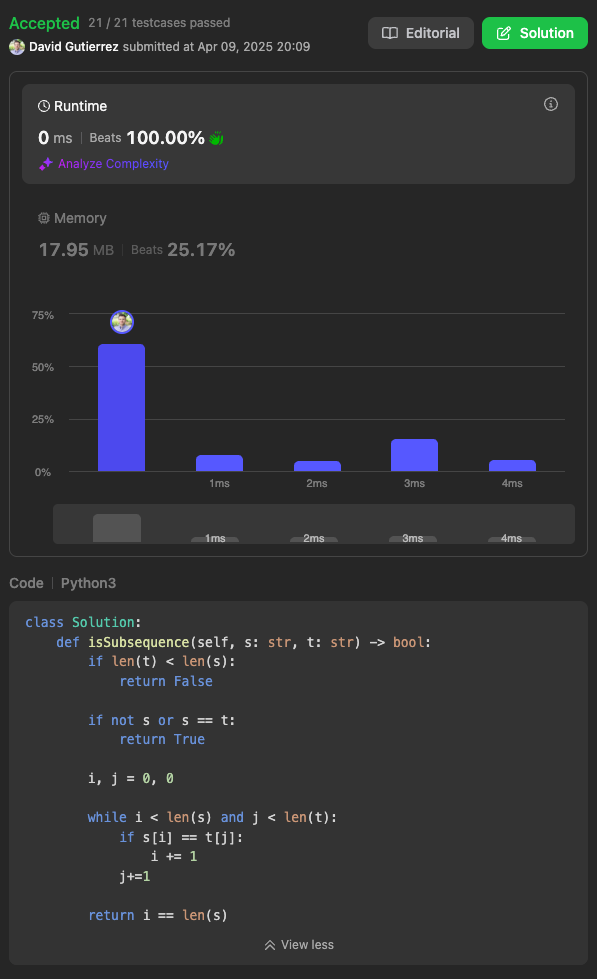 Accepted 21 / 21 testcases passed
David Gutierrez submitted at Apr 09, 2025 20:09
Editorial
Solution
Runtime
0 ms | Beats 100.00%
Analyze Complexity
Memory
17.95 MB | Beats 25.17%
75%
50%
25%
0%
1ms 2ms 3ms 4ms
1ms 2ms 3ms 4ms
Code | Python3
class Solution:
    def isSubsequence(self, s: str, t: str) -> bool:
        if len(t) < len(s):
            return False

        if not s or s == t:
            return True

        i, j = 0, 0

        while i < len(s) and j < len(t):
            if s[i] == t[j]:
                i += 1
            j+=1

        return i == len(s)
View less